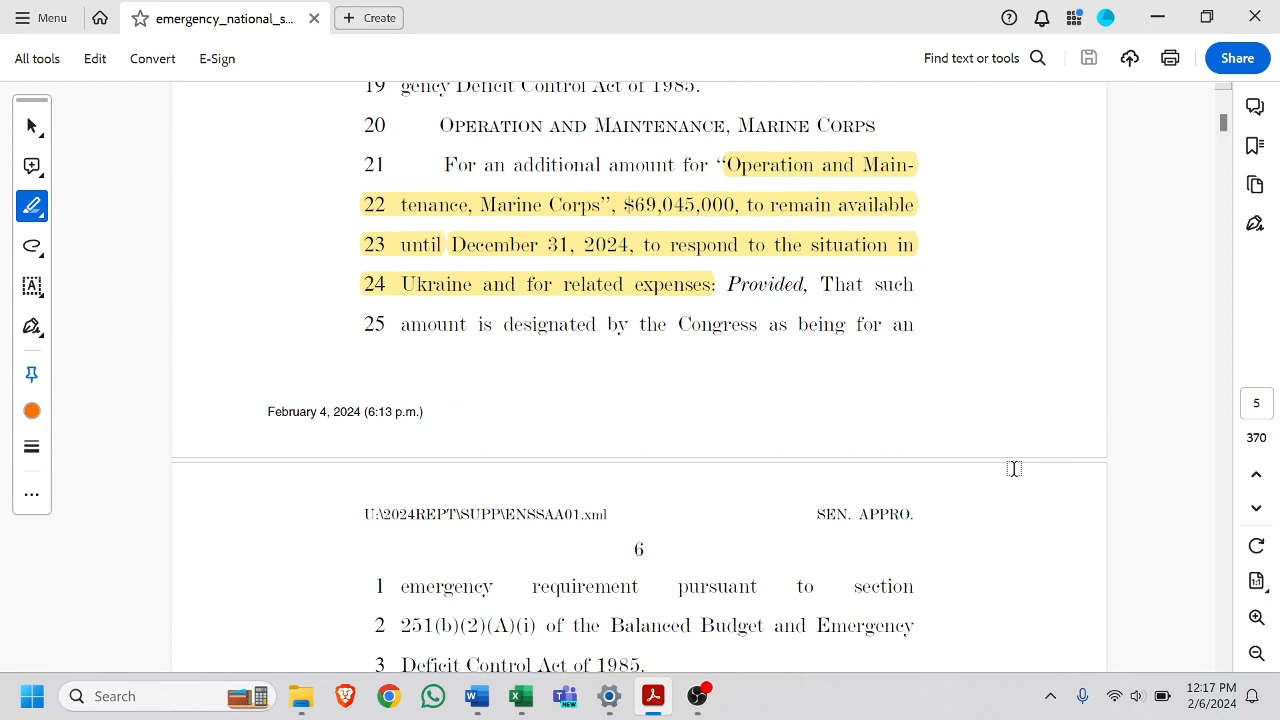 Menu
emergency_national_s...
Create
All tools
Edit
Convert
E-Sign
Find text or tools
Share
19 gency Deficit Control Act of 1985.
20 OPERATION AND MAINTENANCE, MARINE CORPS
21 For an additional amount for “Operation and Main-
22 tenance, Marine Corps”, $69,045,000, to remain available
23 until December 31, 2024, to respond to the situation in
24 Ukraine and for related expenses: Provided, That such
25 amount is designated by the Congress as being for an
February 4, 2024 (6:13 p.m.)
5
370
U:\2024REPT\SUPP\ENSSAA01.xml SEN. APPRO.
6
1 emergency requirement pursuant to section
2 251(b)(2)(A)(i) of the Balanced Budget and Emergency
3 Deficit Control Act of 1985.
Search
NEW
12:17 PM
2/6/2024